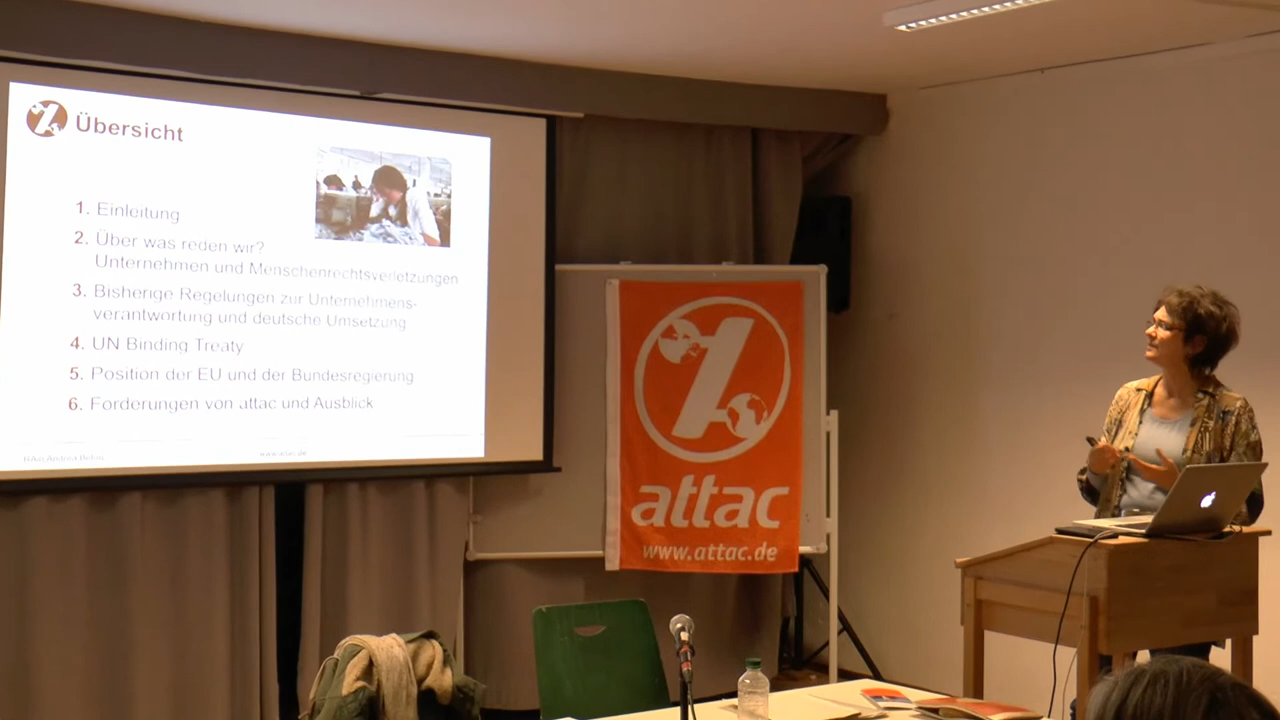 Übersicht
1. Einleitung
2. Über was reden wir?
Unternehmen und Menschenrechtsverletzungen
3. Bisherige Regelungen zur Unternehmens-
verantwortung und deutsche Umsetzung
4. UN Binding Treaty
5. Position der EU und der Bundesregierung
6. Forderungen von attac und Ausblick
www.attac.de
attac
www.attac.de